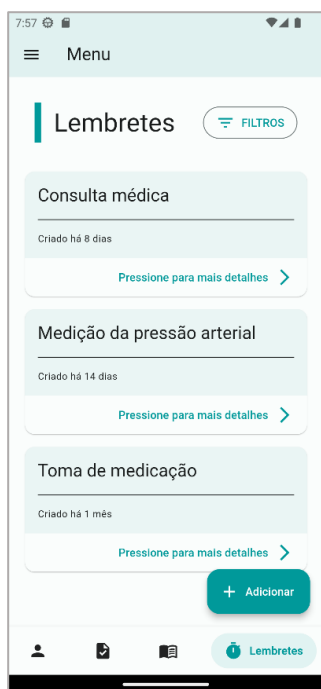 7:57
Menu
Lembretes
FILTROS
Consulta médica
Criado há 8 dias
Pressione para mais detalhes
Medição da pressão arterial
Criado há 14 dias
Pressione para mais detalhes
Toma de medicação
Criado há 1 mês
Pressione para mais detalhes
+ Adicionar
Lembretes